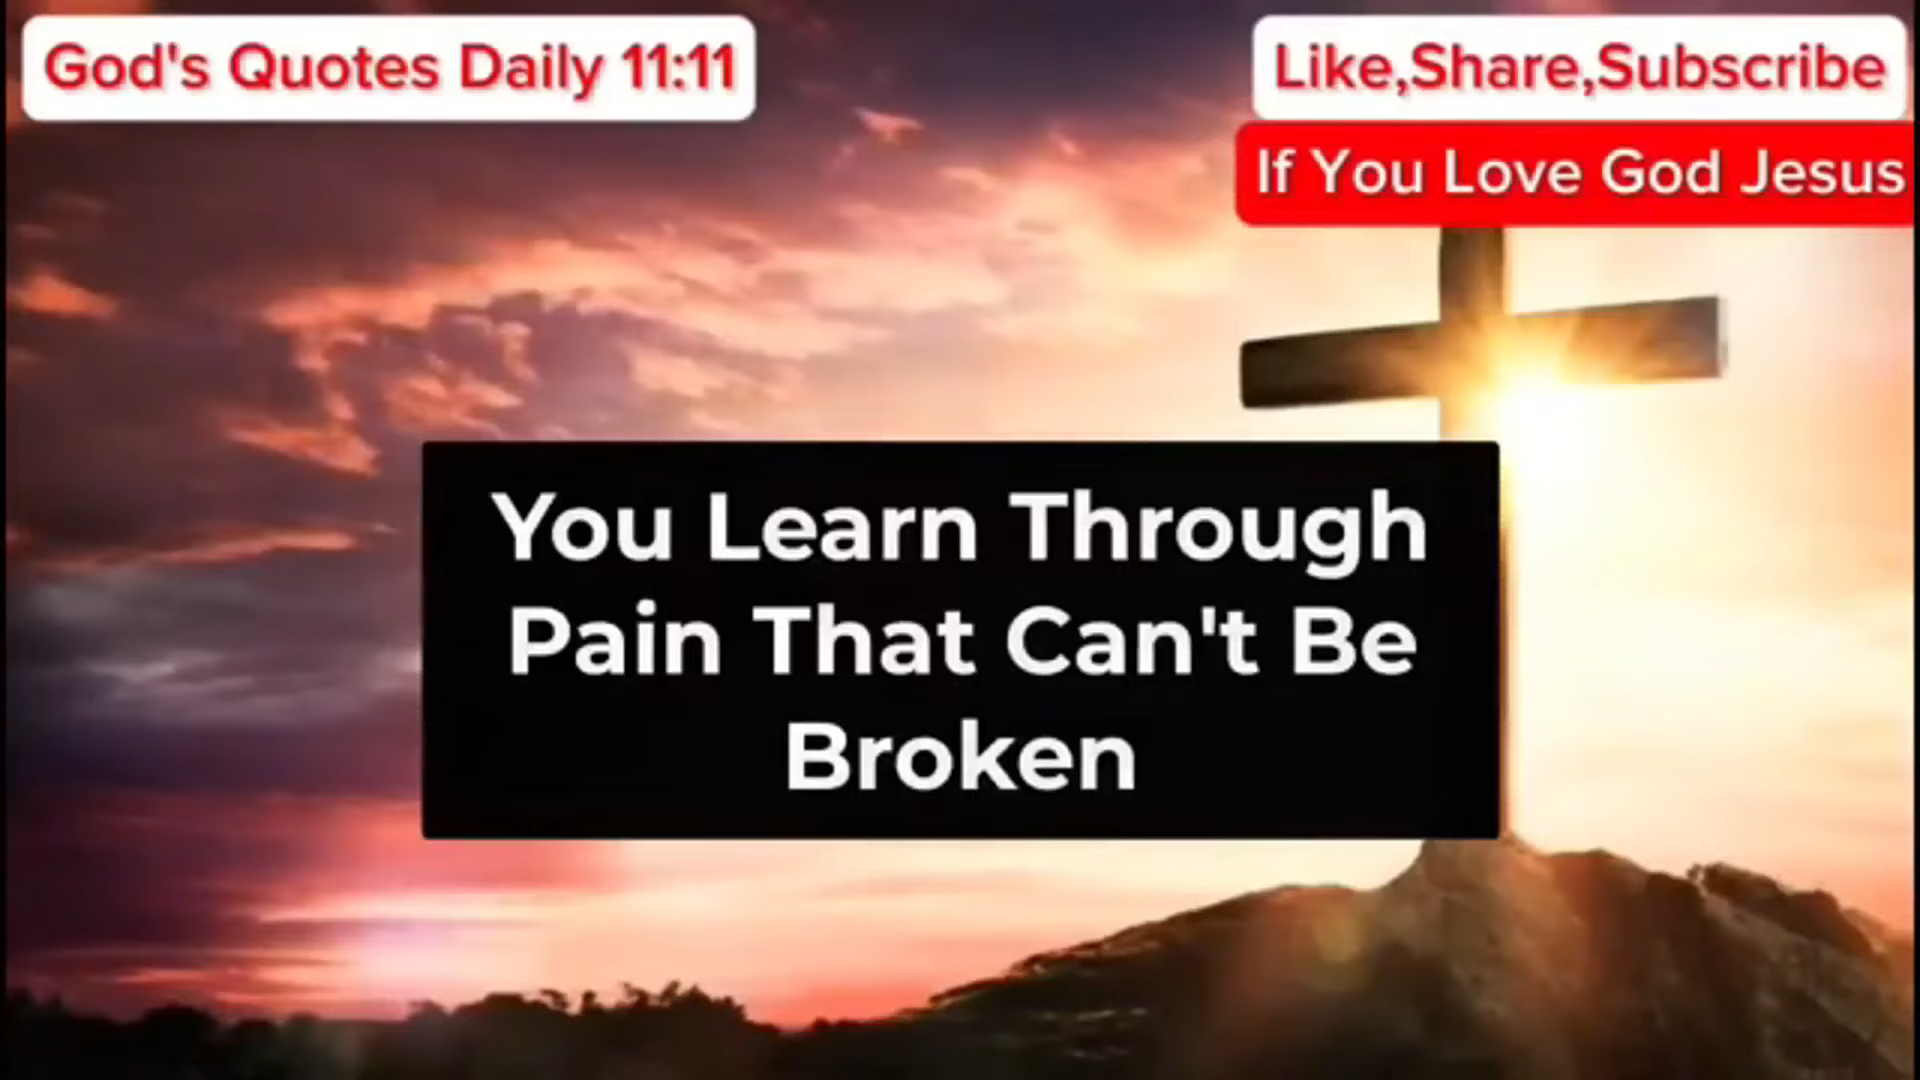 God's Quotes Daily 11:11
Like,Share,Subscribe
If You Love God Jesus
You Learn Through
Pain That Can't Be
Broken